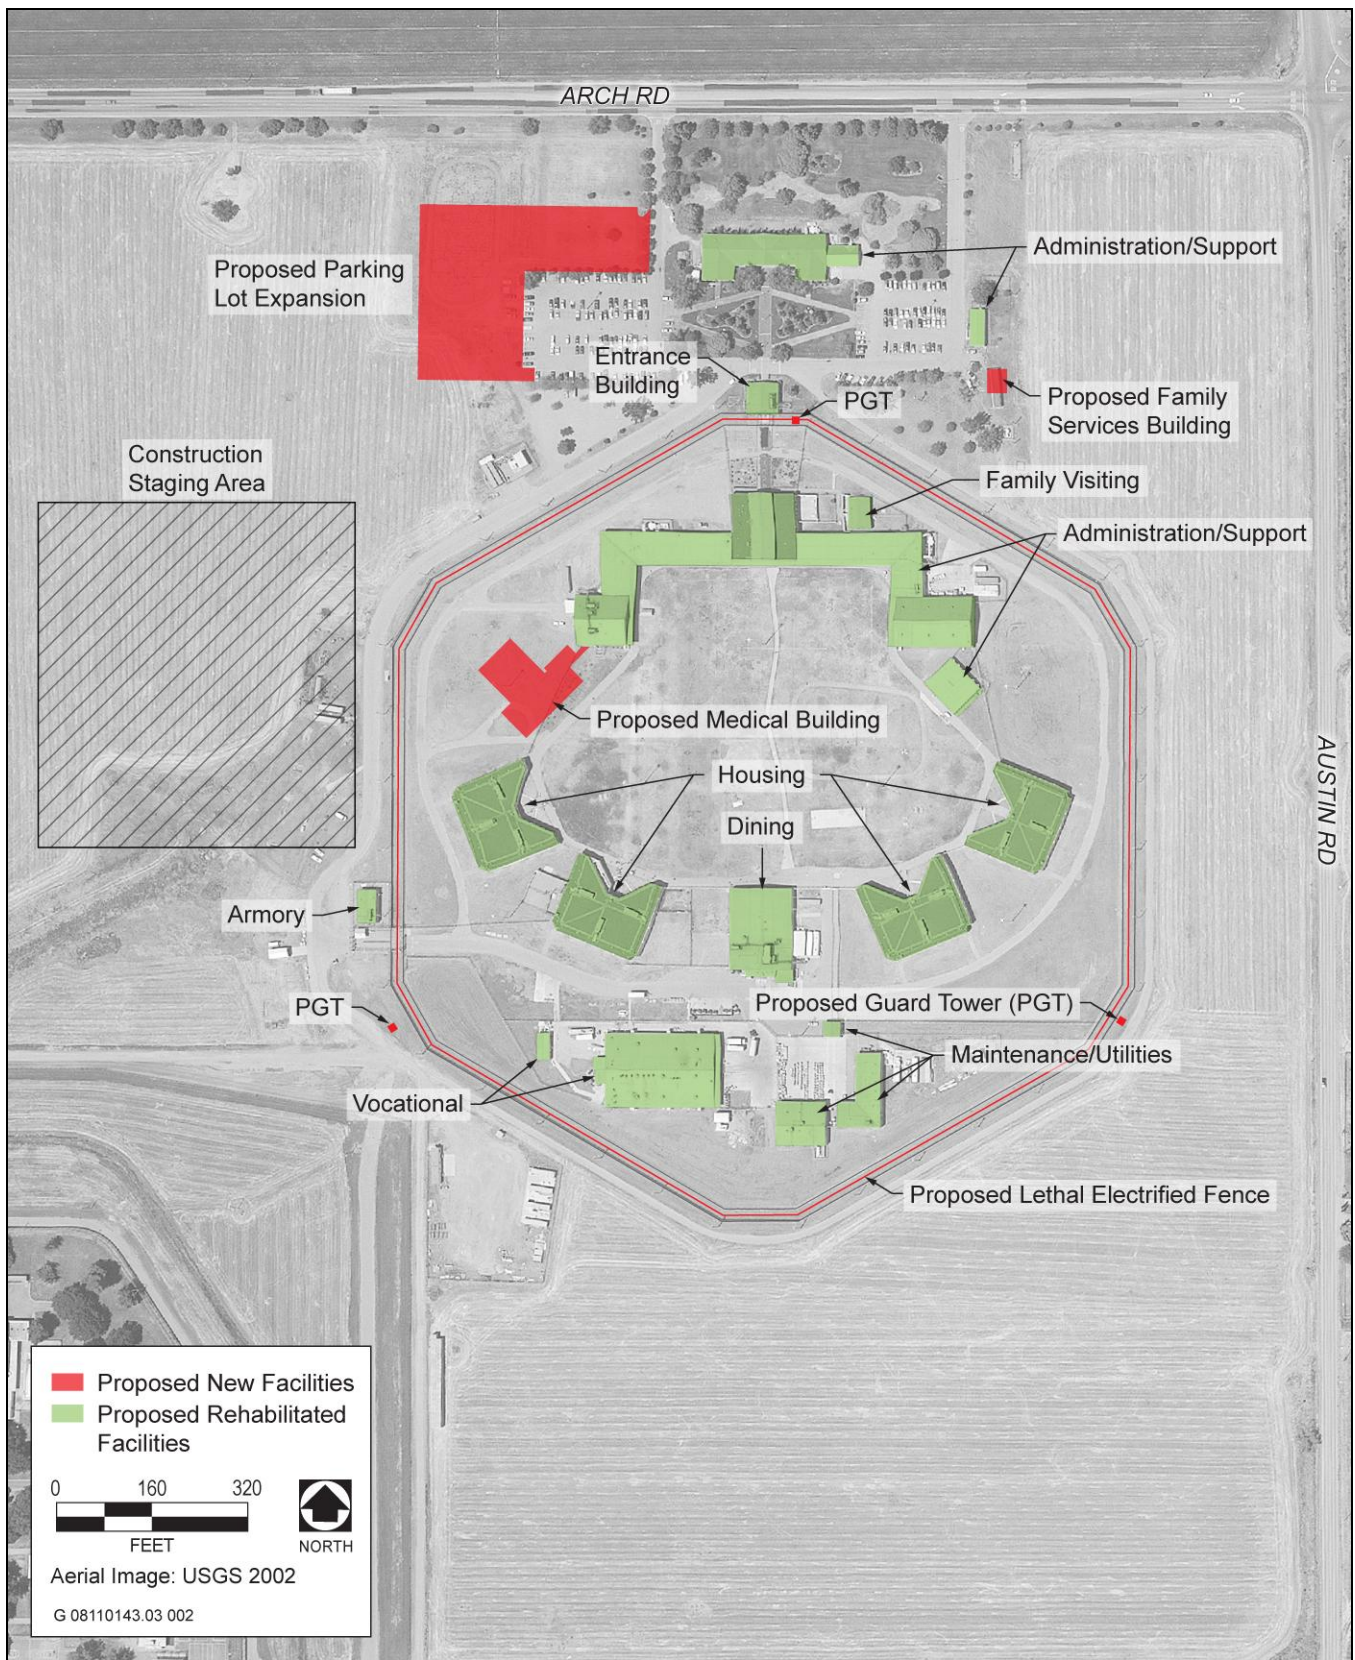 ARCH RD
Administration/Support
Proposed Parking
Lot Expansion
Entrance
Building
PGT
Proposed Family
Services Building
Construction
Staging Area
Family Visiting
Administration/Support
Proposed Medical Building
Housing
AUSTIN RD
Dining
Armory
PGT
Proposed Guard Tower (PGT)
Maintenance/Utilities
Vocational
Proposed Lethal Electrified Fence
Proposed New Facilities
Proposed Rehabilitated
Facilities
0 160 320
FEET
NORTH
Aerial Image: USGS 2002
G 08110143.03 002